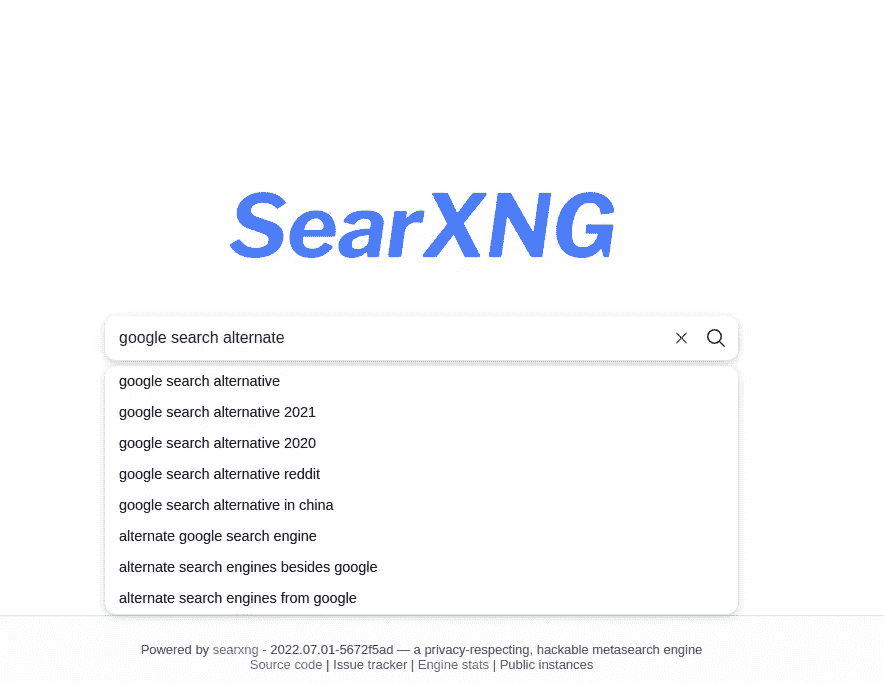 SearXNG
google search alternate
google search alternative
google search alternative 2021
google search alternative 2020
google search alternative reddit
google search alternative in china
alternate google search engine
alternate search engines besides google
alternate search engines from google
Powered by searxng - 2022.07.01-5672f5ad — a privacy-respecting, hackable metasearch engine
Source code | Issue tracker | Engine stats | Public instances